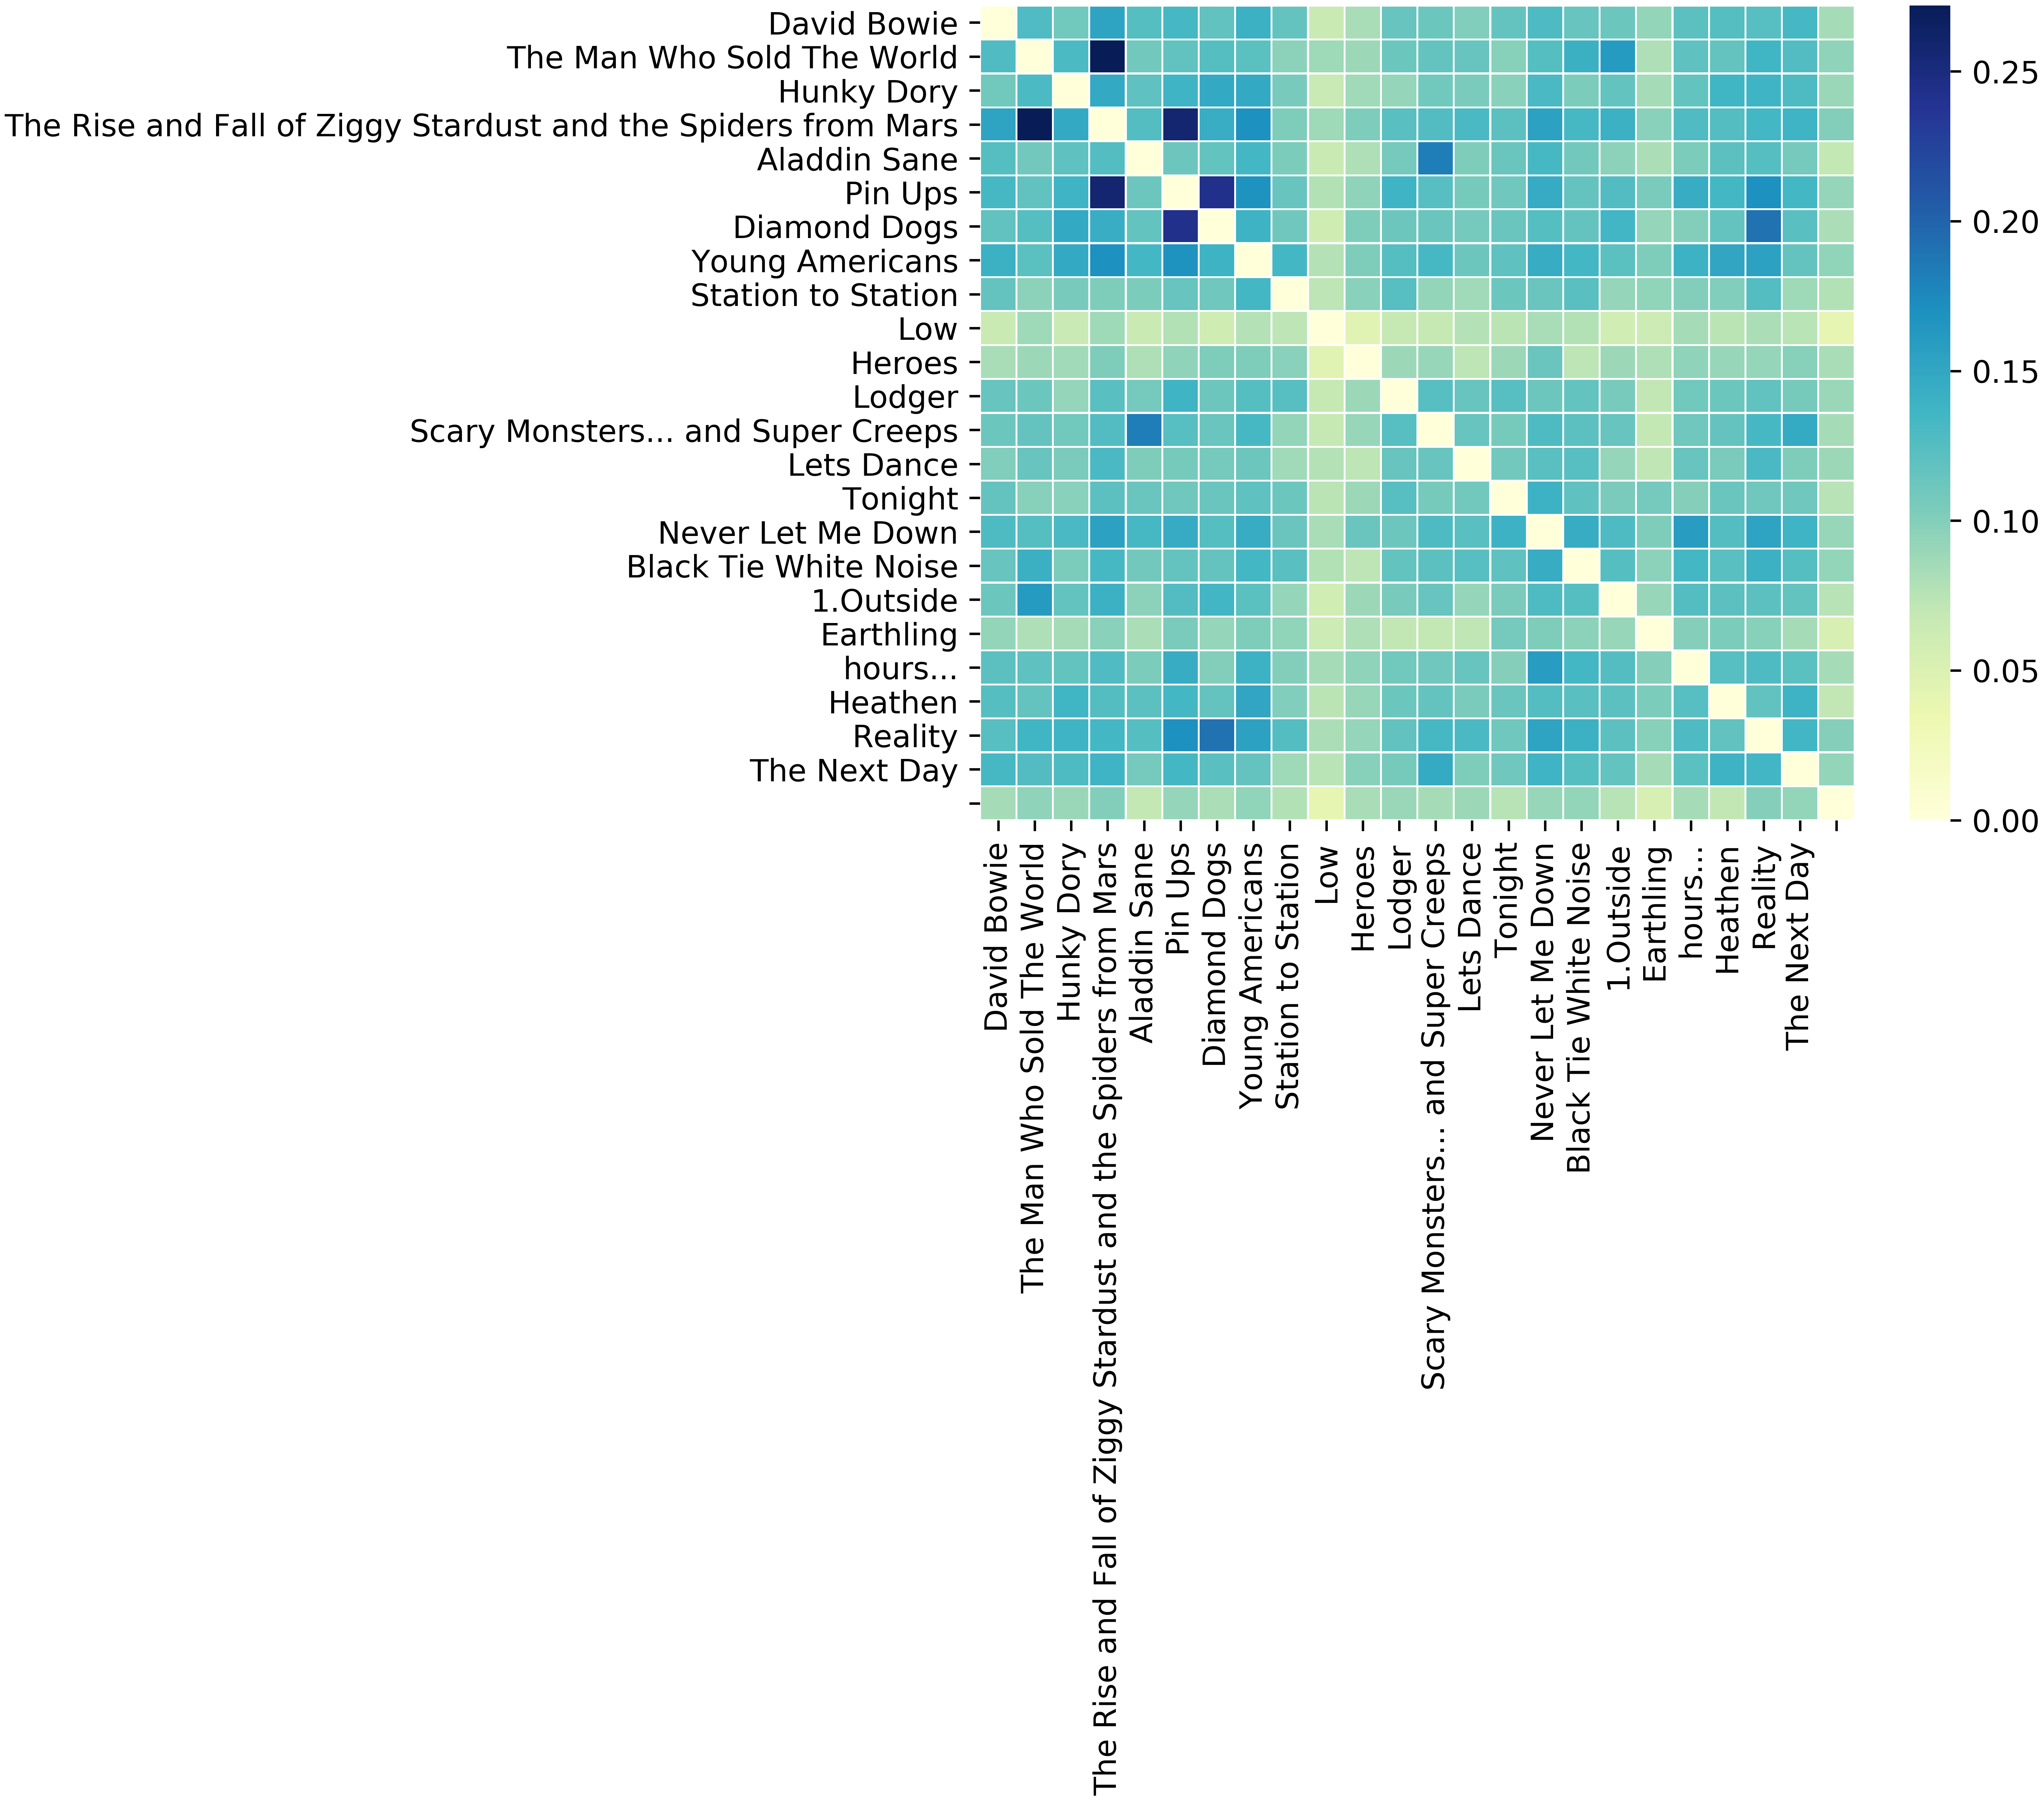 David Bowie
The Man Who Sold The World
Hunky Dory
The Rise and Fall of Ziggy Stardust and the Spiders from Mars
Aladdin Sane
Pin Ups
Diamond Dogs
Young Americans
Station to Station
Low
Heroes
Lodger
Scary Monsters... and Super Creeps
Lets Dance
Tonight
Never Let Me Down
Black Tie White Noise
1.Outside
Earthling
hours...
Heathen
Reality
The Next Day
David Bowie
The Man Who Sold The World
Hunky Dory
The Rise and Fall of Ziggy Stardust and the Spiders from Mars
Aladdin Sane
Pin Ups
Diamond Dogs
Young Americans
Station to Station
Low
Heroes
Lodger
Scary Monsters... and Super Creeps
Lets Dance
Tonight
Never Let Me Down
Black Tie White Noise
1.Outside
Earthling
hours...
Heathen
Reality
The Next Day
0.25
0.20
0.15
0.10
0.05
0.00